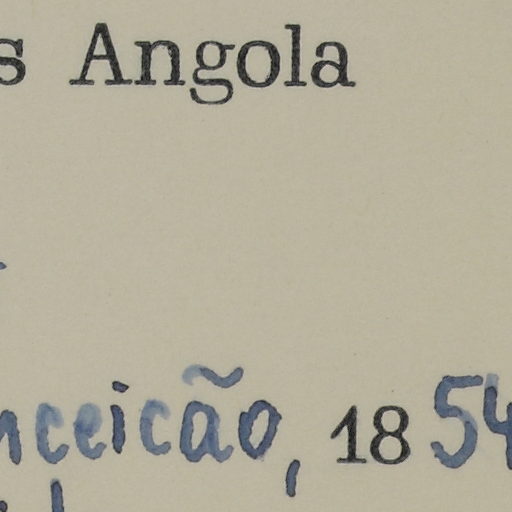 s Angola
nceicão, 1854